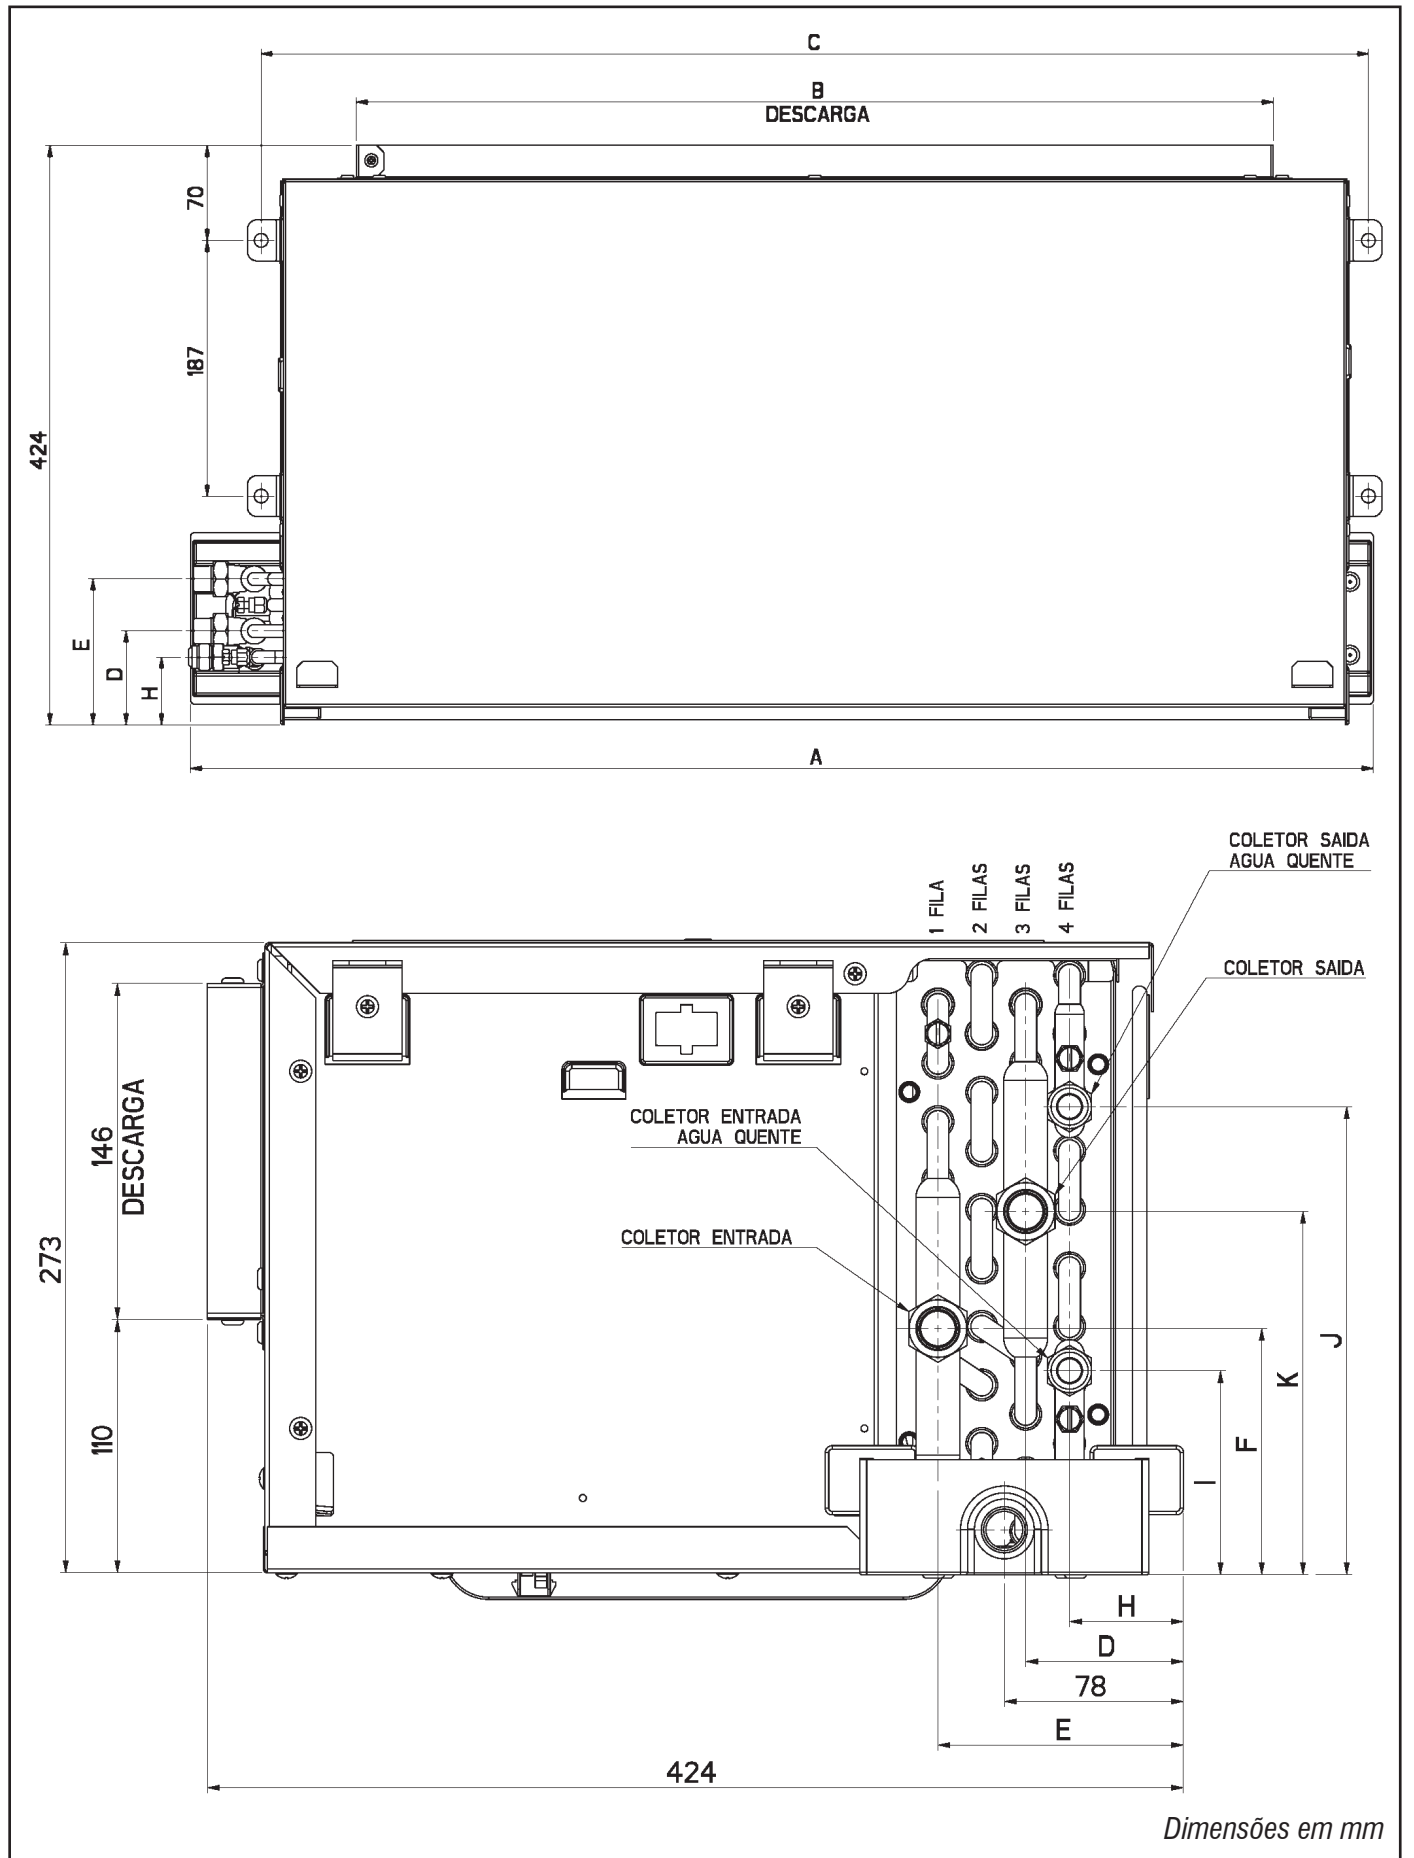 C
B
DESCARGA
70
187
424
E
D
H
A
COLETOR SAIDA
AGUA QUENTE
1 FILA
2 FILAS
3 FILAS
4 FILAS
COLETOR SAIDA
COLETOR ENTRADA
AGUA QUENTE
COLETOR ENTRADA
146
DESCARGA
273
110
J
K
F
I
H
D
78
E
424
Dimensões em mm